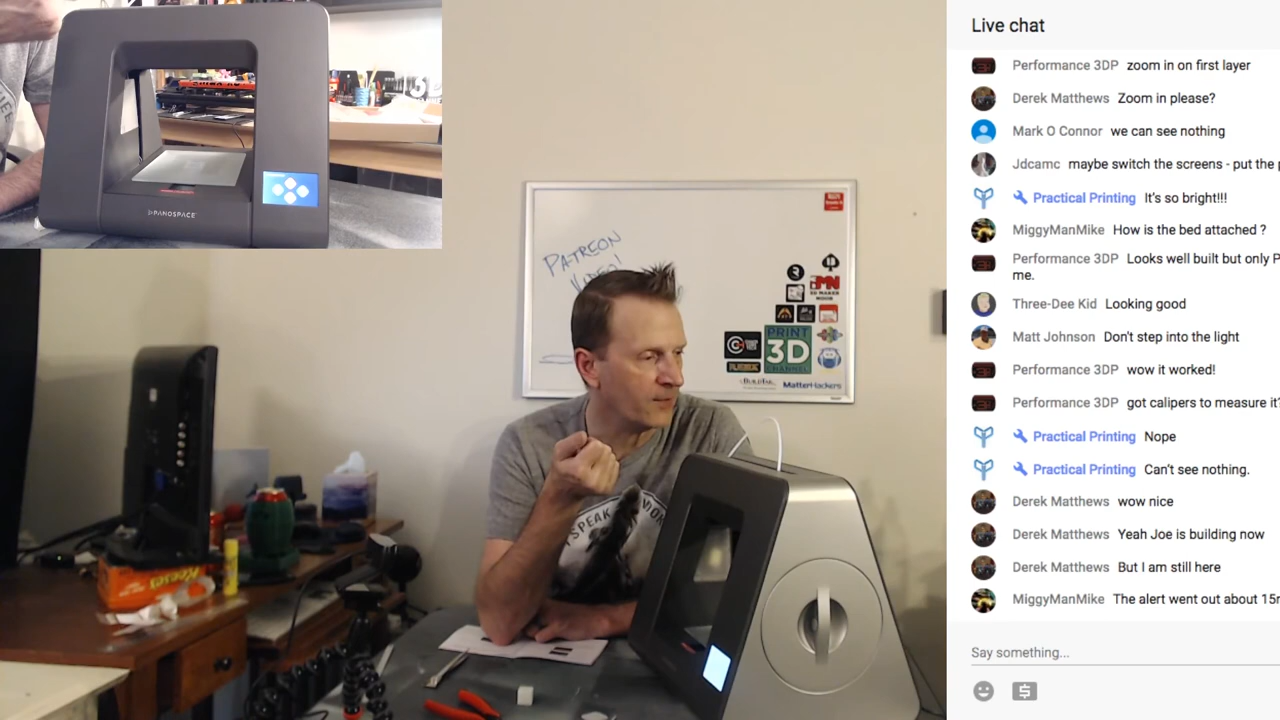 PANOSPACE
PATREON
PRINT
3D
CHANNEL
MatterHackers
SPEAK
Reese's
Live chat
Performance 3DP zoom in on first layer
Derek Matthews Zoom in please?
Mark O Connor we can see nothing
Jdcamc maybe switch the screens - put the
Practical Printing It's so bright!!!
MiggyManMike How is the bed attached ?
Performance 3DP Looks well built but only P
me.
Three-Dee Kid Looking good
Matt Johnson Don't step into the light
Performance 3DP wow it worked!
Performance 3DP got calipers to measure it?
Practical Printing Nope
Practical Printing Can't see nothing.
Derek Matthews wow nice
Derek Matthews Yeah Joe is building now
Derek Matthews But I am still here
MiggyManMike The alert went out about 15
Say something...